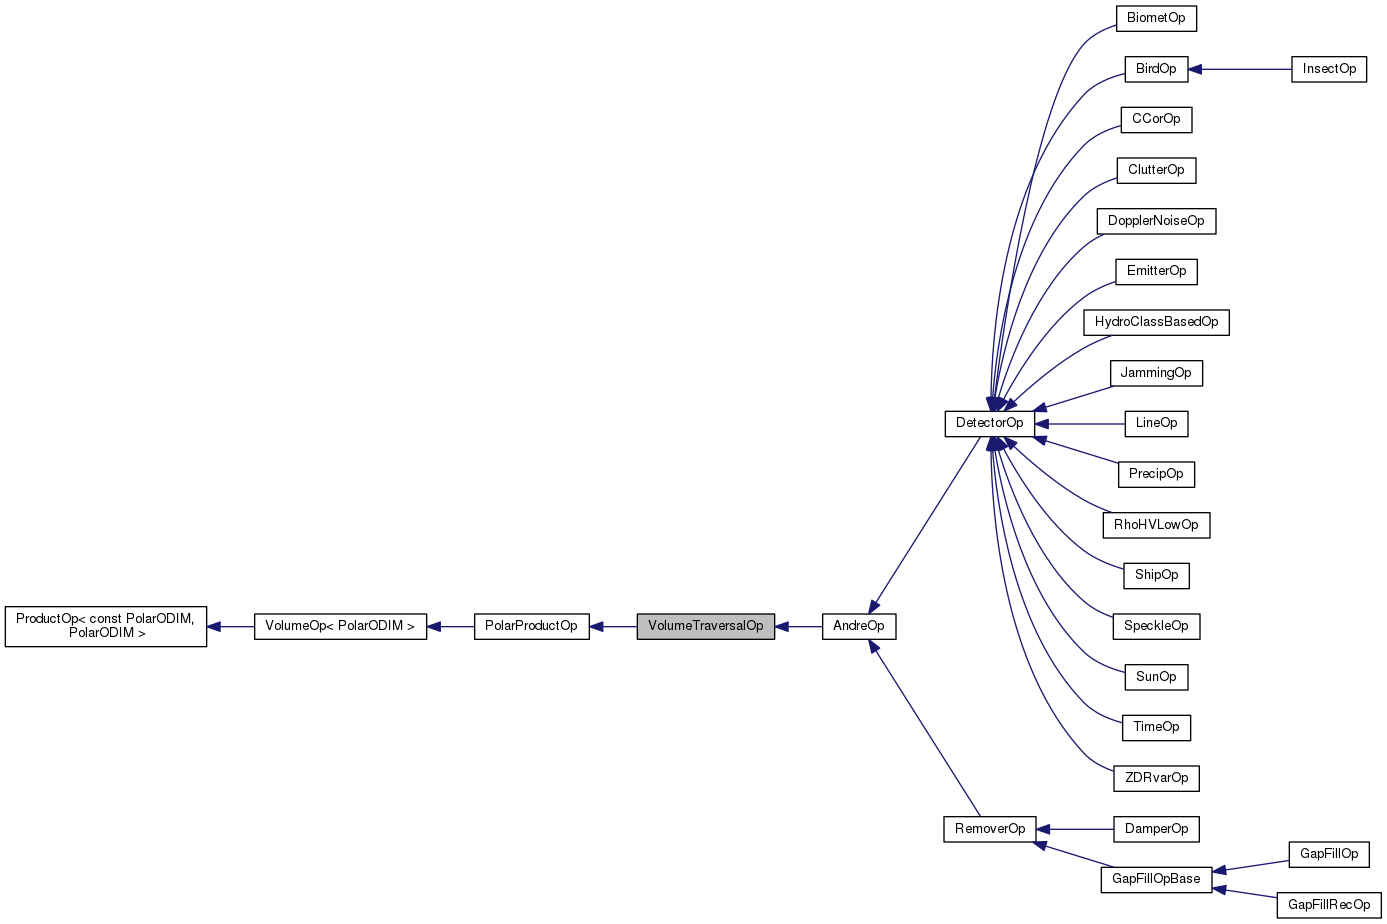 BiometOp
BirdOp
InsectOp
CCorOp
ClutterOp
DopplerNoiseOp
EmitterOp
HydroClassBasedOp
JammingOp
DetectorOp
LineOp
PrecipOp
RhoHVLowOp
ShipOp
ProductOp< const PolarODIM,
PolarODIM >
VolumeOp< PolarODIM >
PolarProductOp
VolumeTraversalOp
AndreOp
SpeckleOp
SunOp
TimeOp
ZDRvarOp
RemoverOp
DamperOp
GapFillOp
GapFillOpBase
GapFillRecOp